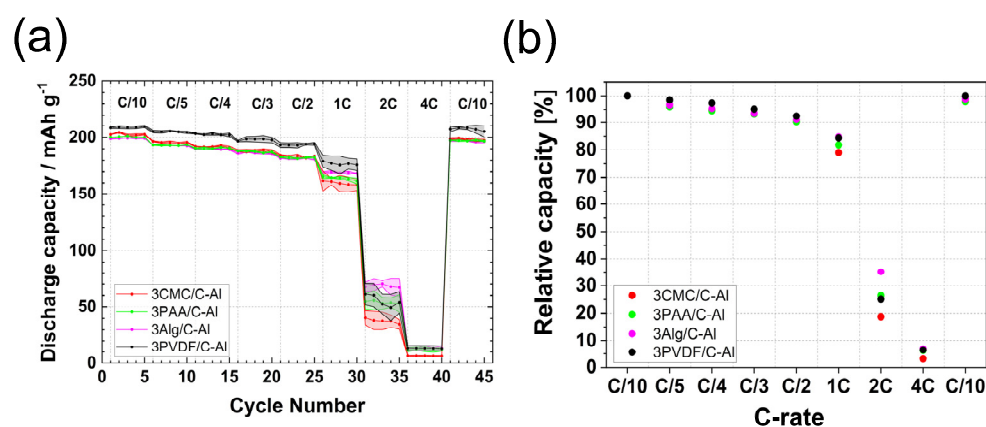 (a)
250
200
150
100
50
0
C/10 C/5 C/4 C/3 C/2 1C 2C 4C C/10
3CMC/C-Al
3PAA/C-Al
3Alg/C-Al
3PVDF/C-Al
0 5 10 15 20 25 30 35 40 45
Cycle Number
Discharge capacity / mAh g⁻¹
(b)
100
90
80
70
60
50
40
30
20
10
0
3CMC/C-Al
3PAA/C-Al
3Alg/C-Al
3PVDF/C-Al
C/10 C/5 C/4 C/3 C/2 1C 2C 4C C/10
C-rate
Relative capacity [%]